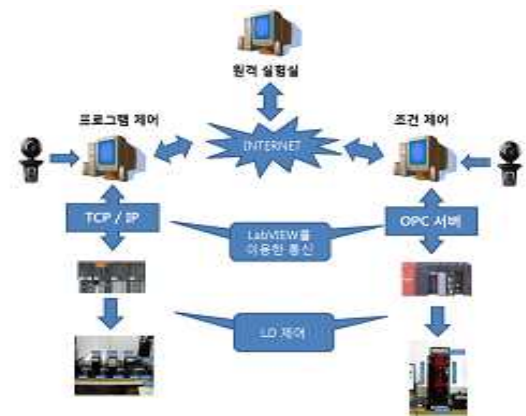 원격 실험실
프로그램 제어
조건 제어
INTERNET
TCP / IP
OPC 서버
LabVIEW를
이용한 통신
LD 제어